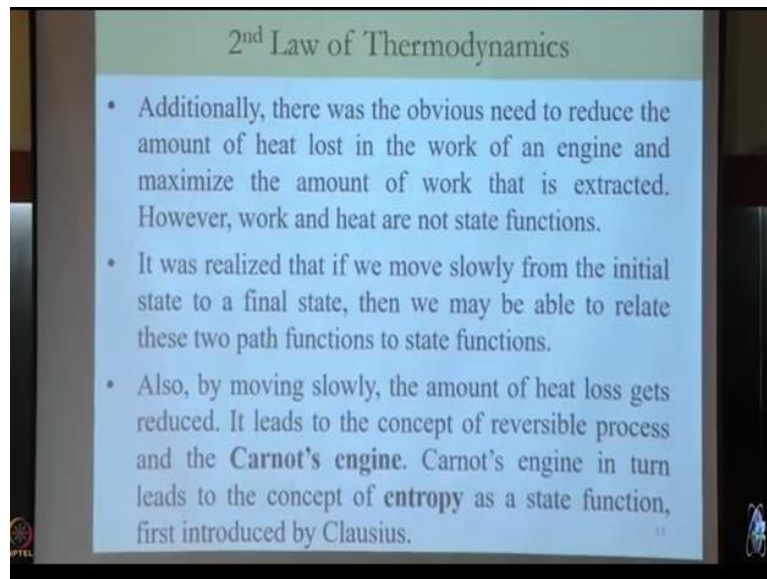 2nd Law of Thermodynamics
• Additionally, there was the obvious need to reduce the
amount of heat lost in the work of an engine and
maximize the amount of work that is extracted.
However, work and heat are not state functions.
• It was realized that if we move slowly from the initial
state to a final state, then we may be able to relate
these two path functions to state functions.
• Also, by moving slowly, the amount of heat loss gets
reduced. It leads to the concept of reversible process
and the Carnot's engine. Carnot's engine in turn
leads to the concept of entropy as a state function,
first introduced by Clausius.